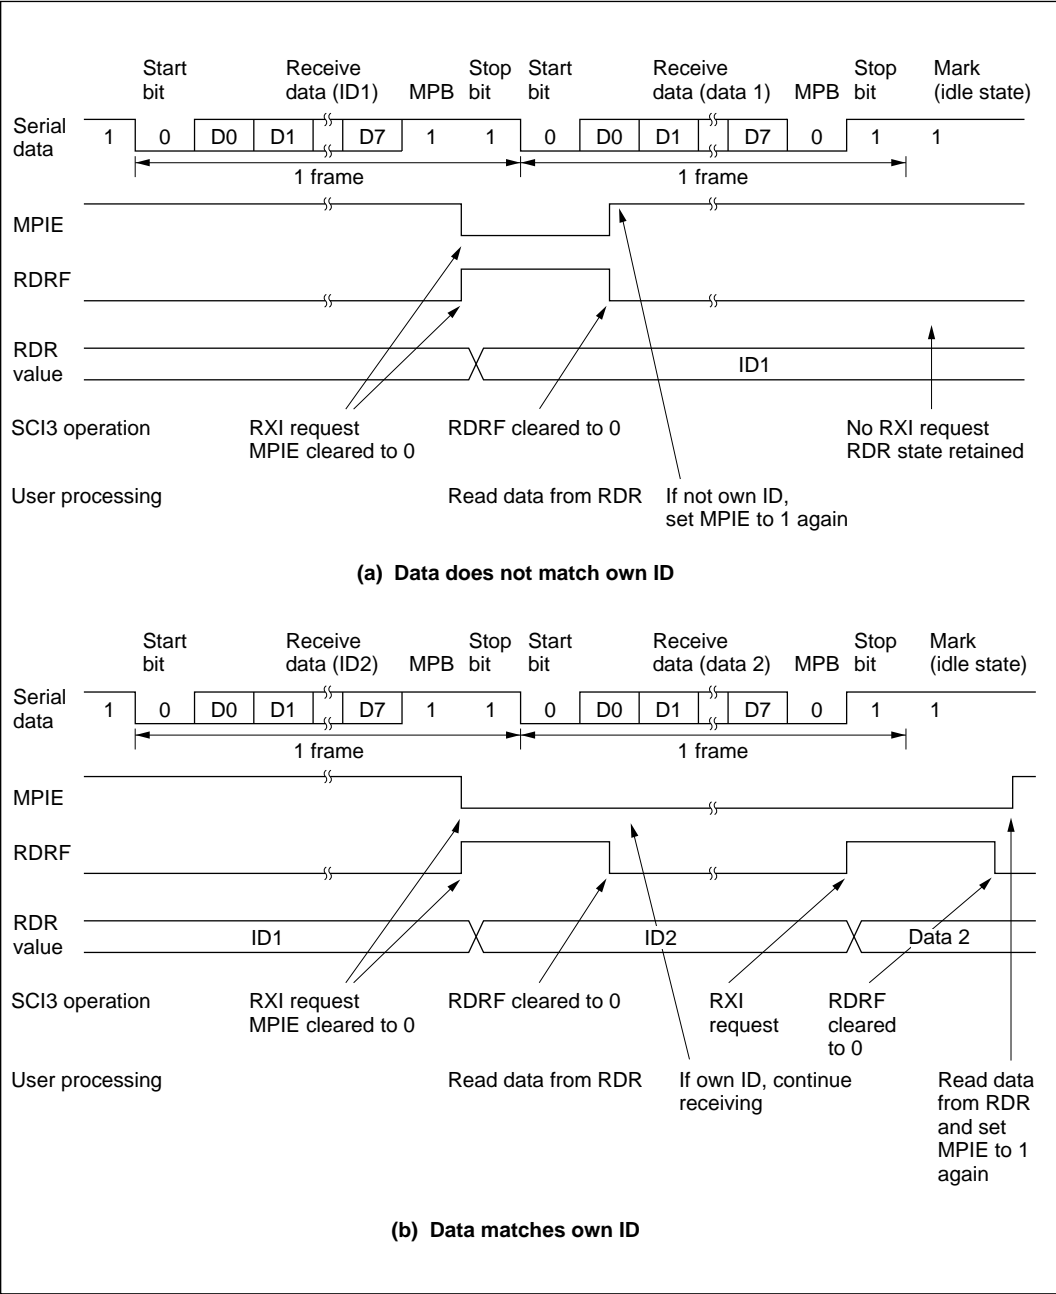 Start Receive Stop Start Receive Stop Mark
bit data (ID1) MPB bit bit data (data 1) MPB bit (idle state)
Serial
data
1 0 D0 D1 D7 1 1 0 D0 D1 D7 0 1 1
1 frame 1 frame
MPIE
RDRF
RDR
value
ID1
SCI3 operation RXI request RDRF cleared to 0 No RXI request
MPIE cleared to 0 RDR state retained
User processing Read data from RDR If not own ID,
set MPIE to 1 again
(a) Data does not match own ID
Start Receive Stop Start Receive Stop Mark
bit data (ID2) MPB bit bit data (data 2) MPB bit (idle state)
Serial
data
1 0 D0 D1 D7 1 1 0 D0 D1 D7 0 1 1
1 frame 1 frame
MPIE
RDRF
RDR
value
ID1 ID2 Data 2
SCI3 operation RXI request RDRF cleared to 0 RXI RDRF
MPIE cleared to 0 request cleared
to 0
User processing Read data from RDR If own ID, continue Read data
receiving from RDR
and set
MPIE to 1
again
(b) Data matches own ID